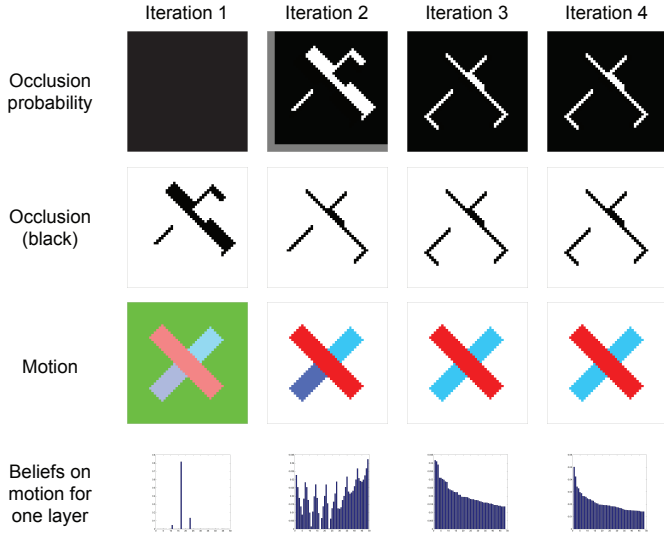 Iteration 1 Iteration 2 Iteration 3 Iteration 4
Occlusion
probability
Occlusion
(black)
Motion
Beliefs on
motion for
one layer